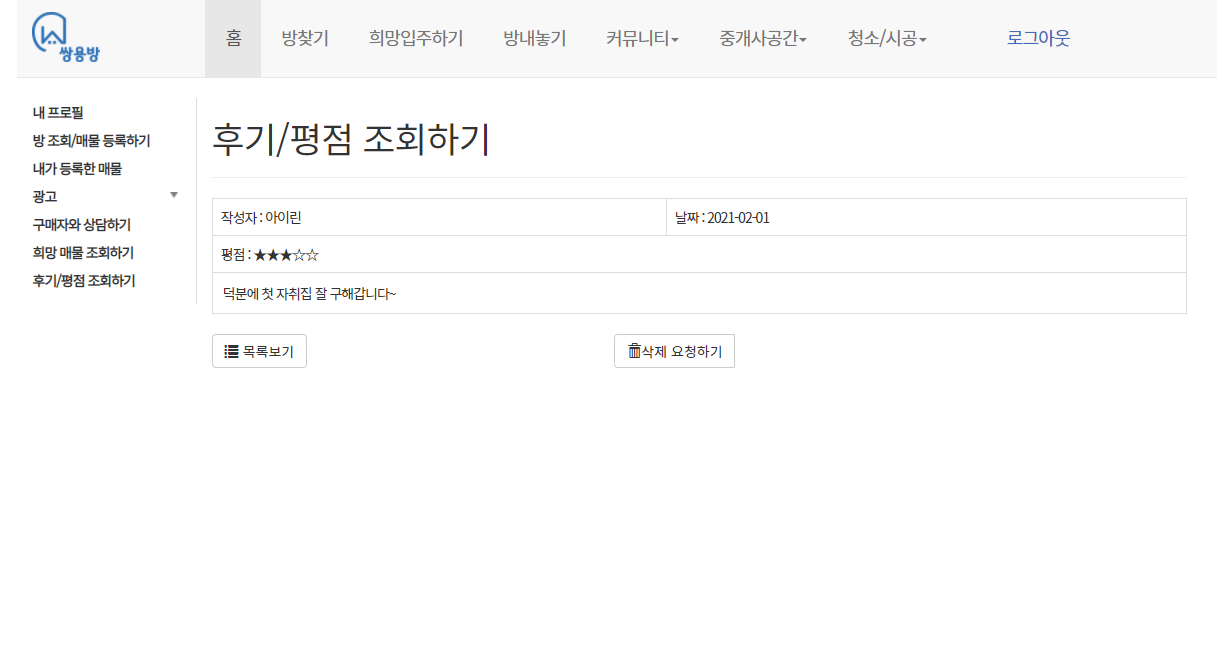 쌍용방
홈 방찾기 희망입주하기 방내놓기 커뮤니티 중개사공간 청소/시공 로그아웃
내 프로필
방 조회/매물 등록하기
내가 등록한 매물
광고
구매자와 상담하기
희망 매물 조회하기
후기/평점 조회하기
후기/평점 조회하기
작성자 : 아이린 날짜 : 2021-02-01
평점 : ★★★☆☆
덕분에 첫 자취집 잘 구해갑니다~
목록보기 삭제 요청하기